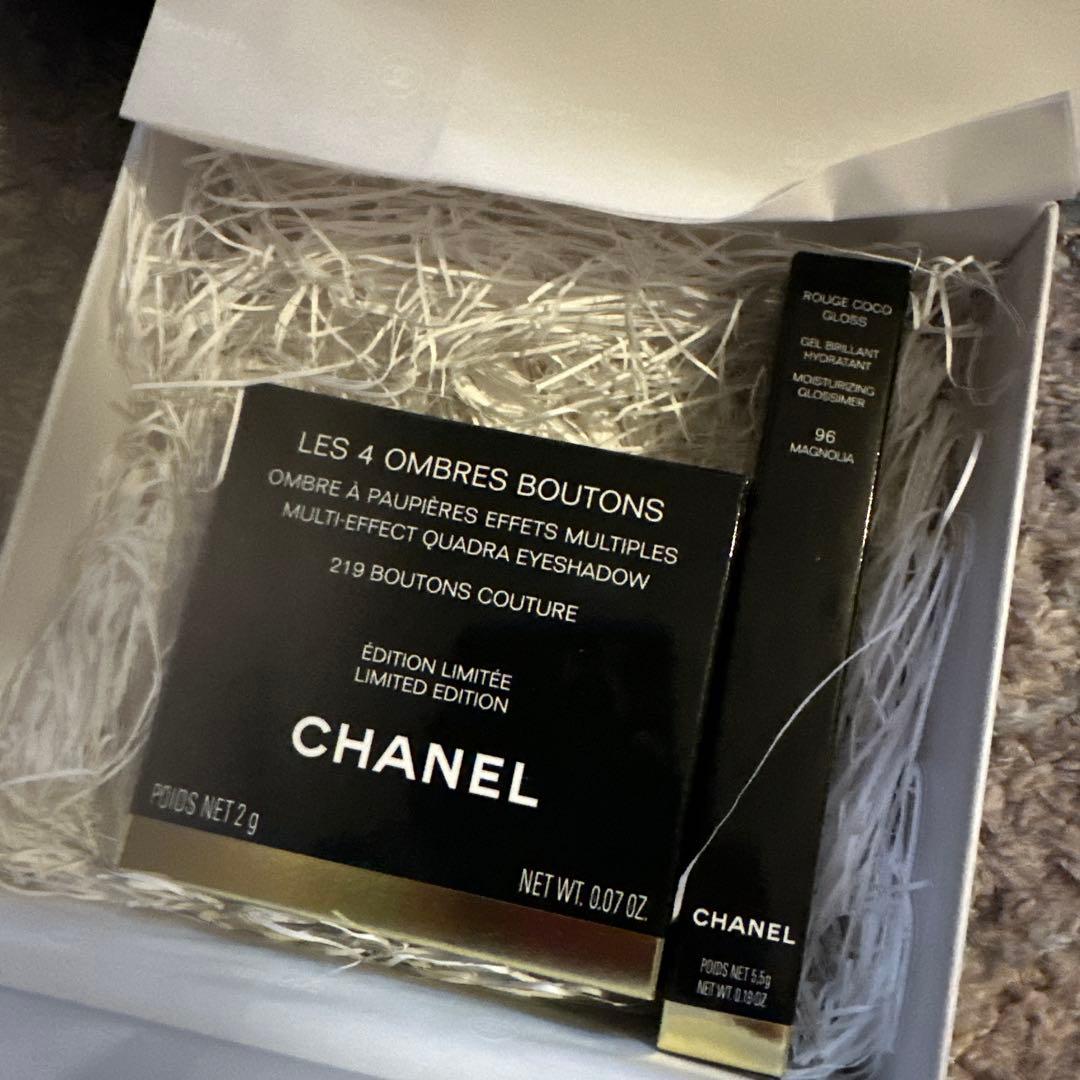 CHANEL
LES 4 OMBRES BOUTONS
OMBRE À PAUPIÈRES EFFETS MULTIPLES
MULTI-EFFECT QUADRA EYESHADOW
219 BOUTONS COUTURE
ÉDITION LIMITÉE
LIMITED EDITION
CHANEL
POIDS NET 2 g
NET WT. 0.07 OZ.
ROUGE COCO
GLOSS
GEL BRILLANT
HYDRATANT
MOISTURIZING
GLOSSIMER
96
MAGNOLIA
CHANEL
POIDS NET 5,5g
NET WT. 0.19 OZ.